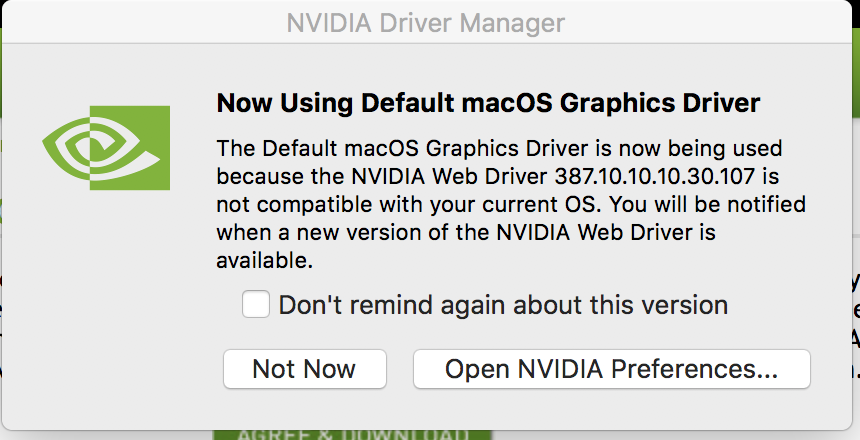 NVIDIA Driver Manager
Now Using Default macOS Graphics Driver
The Default macOS Graphics Driver is now being used
because the NVIDIA Web Driver 387.10.10.10.30.107 is
not compatible with your current OS. You will be notified
when a new version of the NVIDIA Web Driver is
available.
Don't remind again about this version
Not Now
Open NVIDIA Preferences...
AGREE & DOWNLOAD